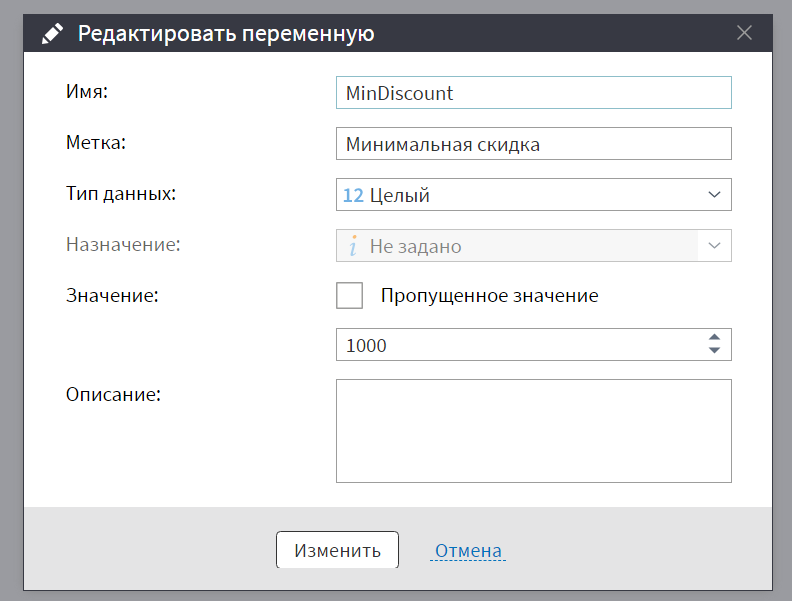 Редактировать переменную
Имя: MinDiscount
Метка: Минимальная скидка
Тип данных: 12 Целый
Назначение: i Не задано
Значение: Пропущенное значение
1000
Описание:
Изменить Отмена